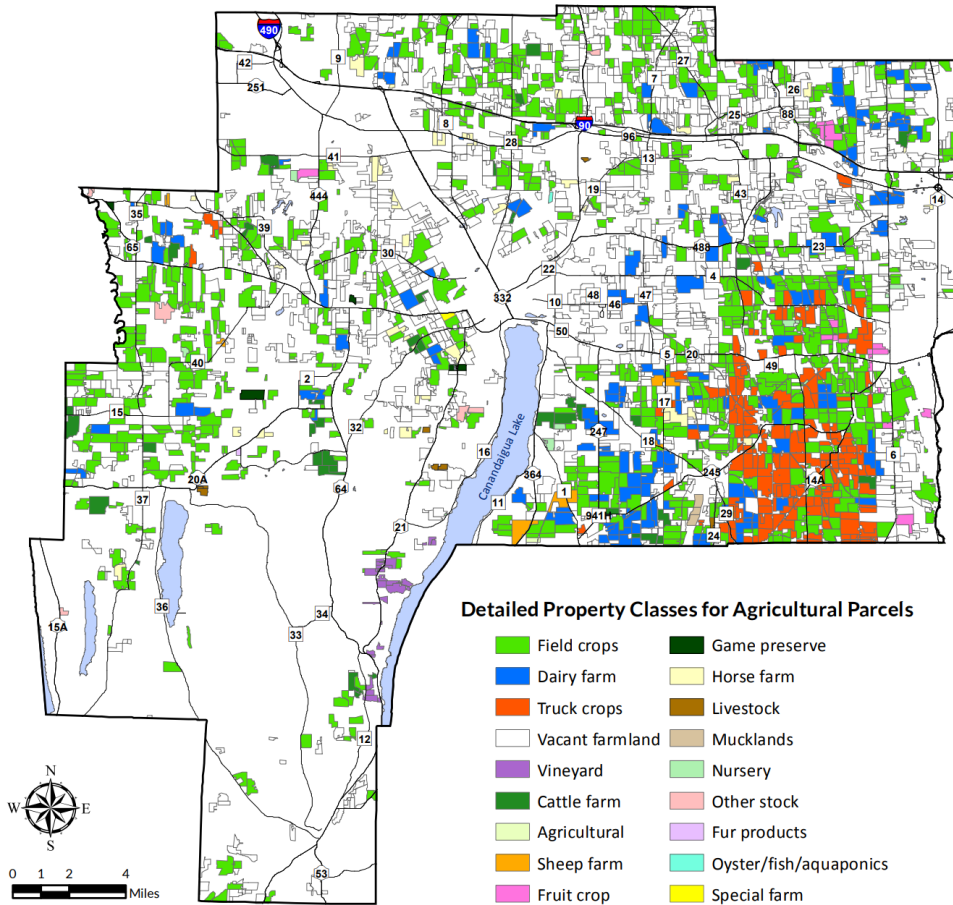 490
42
9
27
7
251
26
8
90
25
88
28
96
41
13
444
19
43
14
35
39
65
30
488
23
22
4
332
10
48
46
47
50
40
5
20
49
2
15
17
32
247
18
16
Canandaigua Lake
6
20A
64
364
245
14A
37
1
11
21
941H
29
24
36
34
15A
33
12
53
Detailed Property Classes for Agricultural Parcels
Field crops
Dairy farm
Truck crops
Vacant farmland
Vineyard
Cattle farm
Agricultural
Sheep farm
Fruit crop
Game preserve
Horse farm
Livestock
Mucklands
Nursery
Other stock
Fur products
Oyster/fish/aquaponics
Special farm
N
W E
S
0 1 2 4
Miles